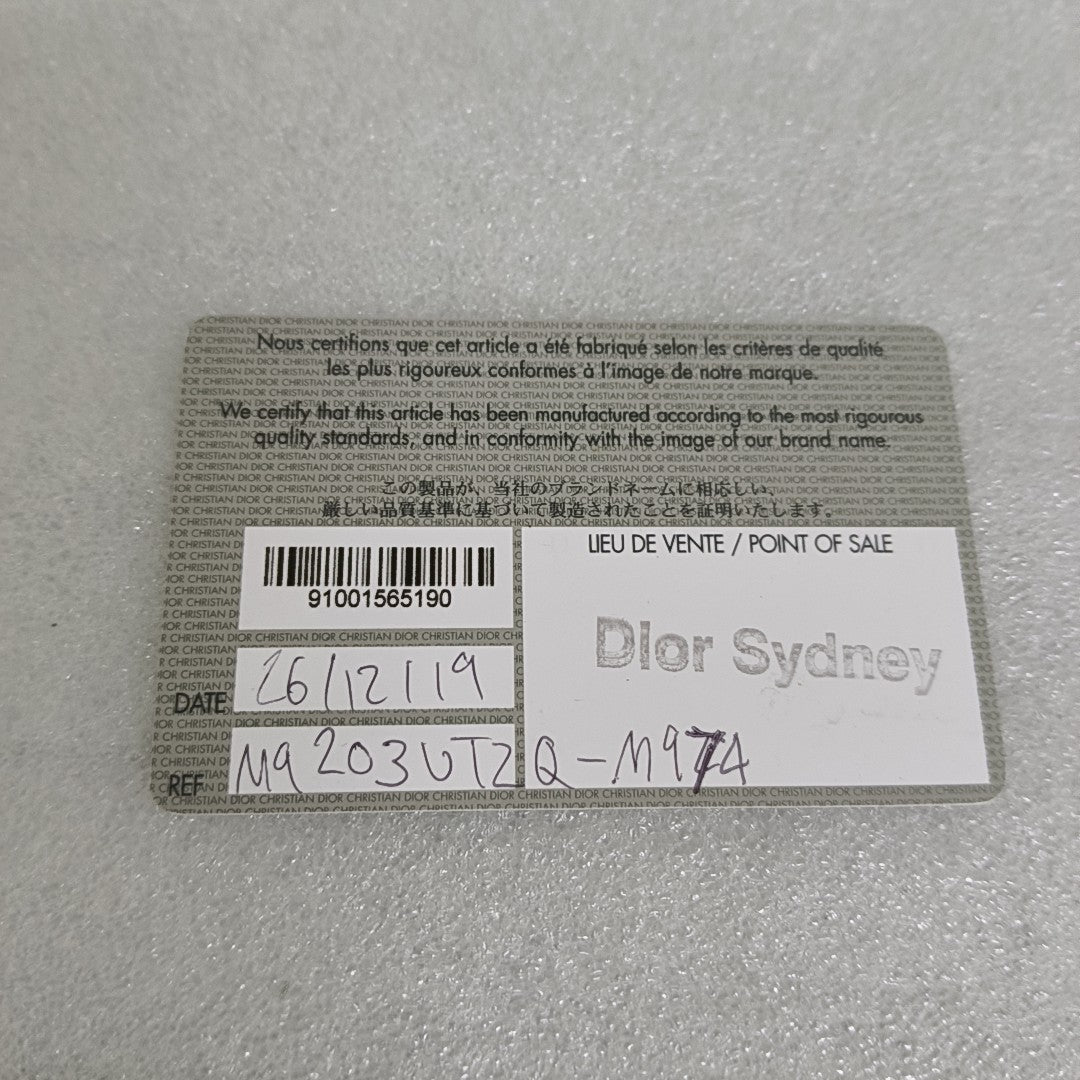 Nous certifions que cet article a été fabriqué selon les critères de qualité
les plus rigoureux conformes à l'image de notre marque.
We certify that this article has been manufactured according to the most rigourous
quality standards, and in conformity with the image of our brand name.
この製品が、当社のブランドネームに相応しい、
厳しい品質基準に基づいて製造されたことを証明いたします。
LIEU DE VENTE / POINT OF SALE
91001565190
Dior Sydney
DATE 26/12/19
REF M9203UTZQ-M974